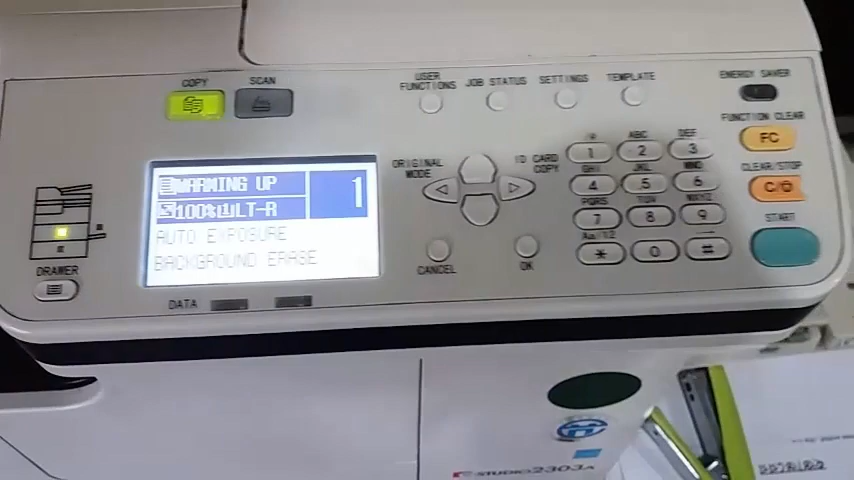 COPY
SCAN
USER FUNCTIONS
JOB STATUS
SETTINGS
TEMPLATE
ENERGY SAVER
FUNCTION CLEAR
FC
CLEAR/STOP
C/
START
WARMING UP
1
100% 1 LT-R
AUTO EXPOSURE
BACKGROUND ERASE
ORIGINAL MODE
ID CARD COPY
CANCEL
OK
1
ABC
2
DEF
3
GHI
4
JKL
5
MNO
6
PQRS
7
TUV
8
WXYZ
9
*
0
#
DRAWER
DATA
STUDIO2303A